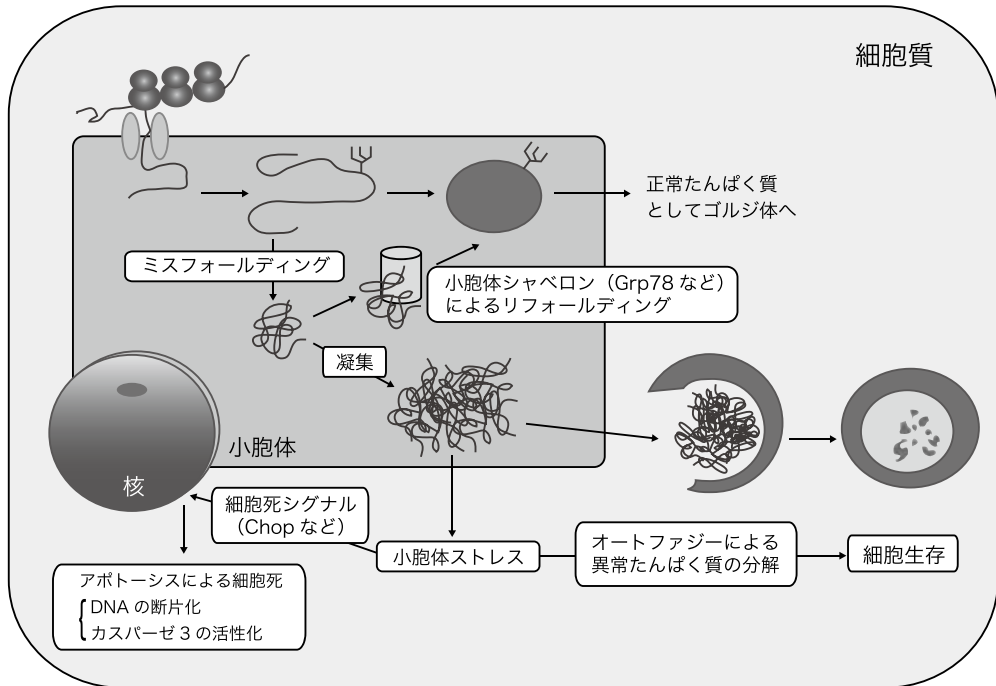 細胞質
正常たんぱく質
としてゴルジ体へ
ミスフォールディング
小胞体シャペロン（Grp78 など）
によるリフォールディング
凝集
小胞体
核
細胞死シグナル
（Chop など）
小胞体ストレス
オートファジーによる
異常たんぱく質の分解
細胞生存
アポトーシスによる細胞死
DNA の断片化
カスパーゼ 3 の活性化